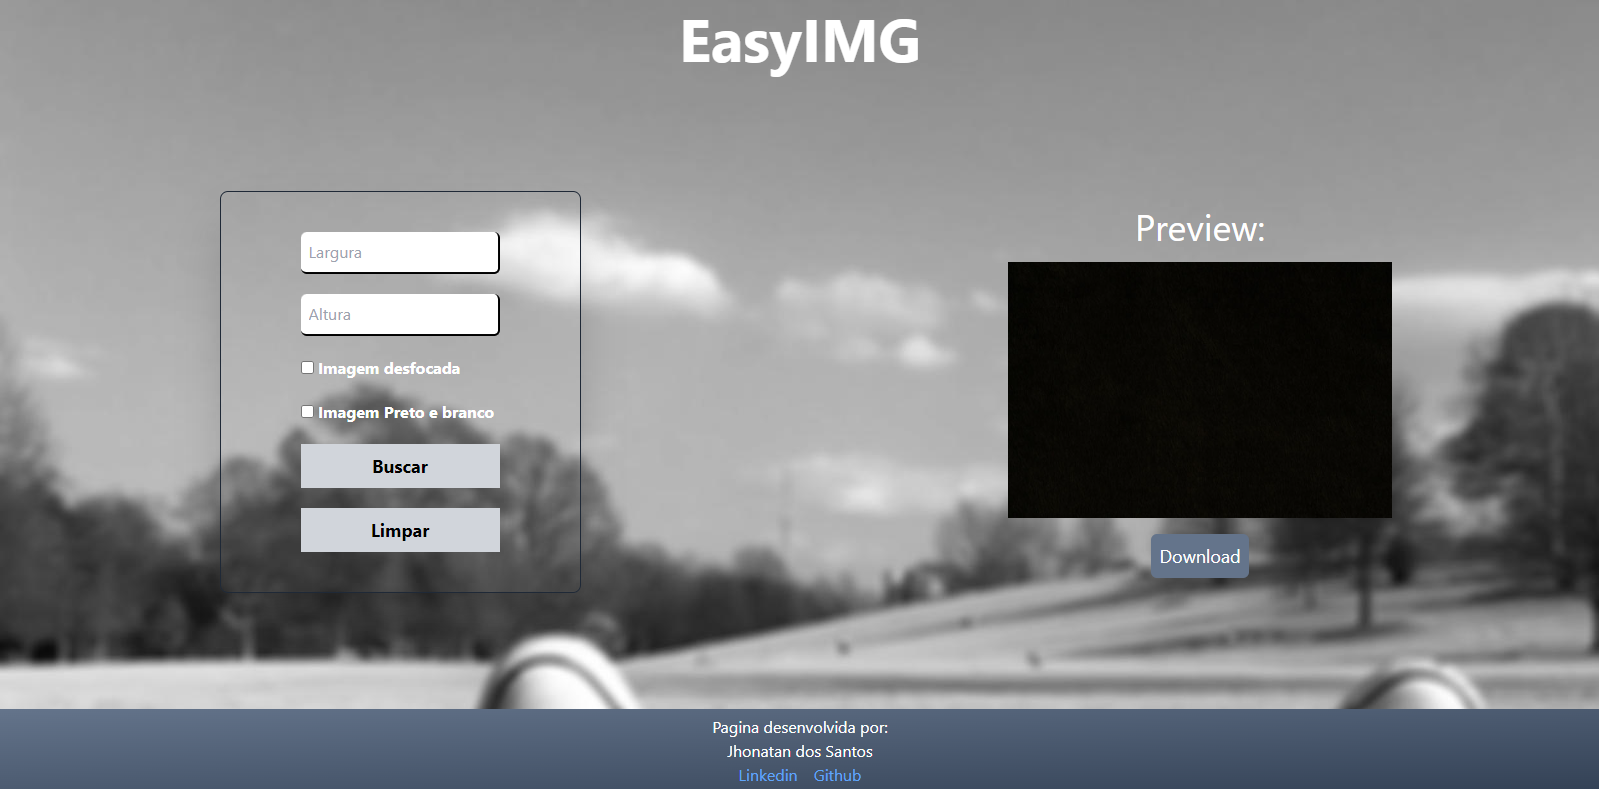 EasyIMG
Largura
Altura
Imagem desfocada
Imagem Preto e branco
Buscar
Limpar
Preview:
Download
Pagina desenvolvida por:
Jhonatan dos Santos
Linkedin Github